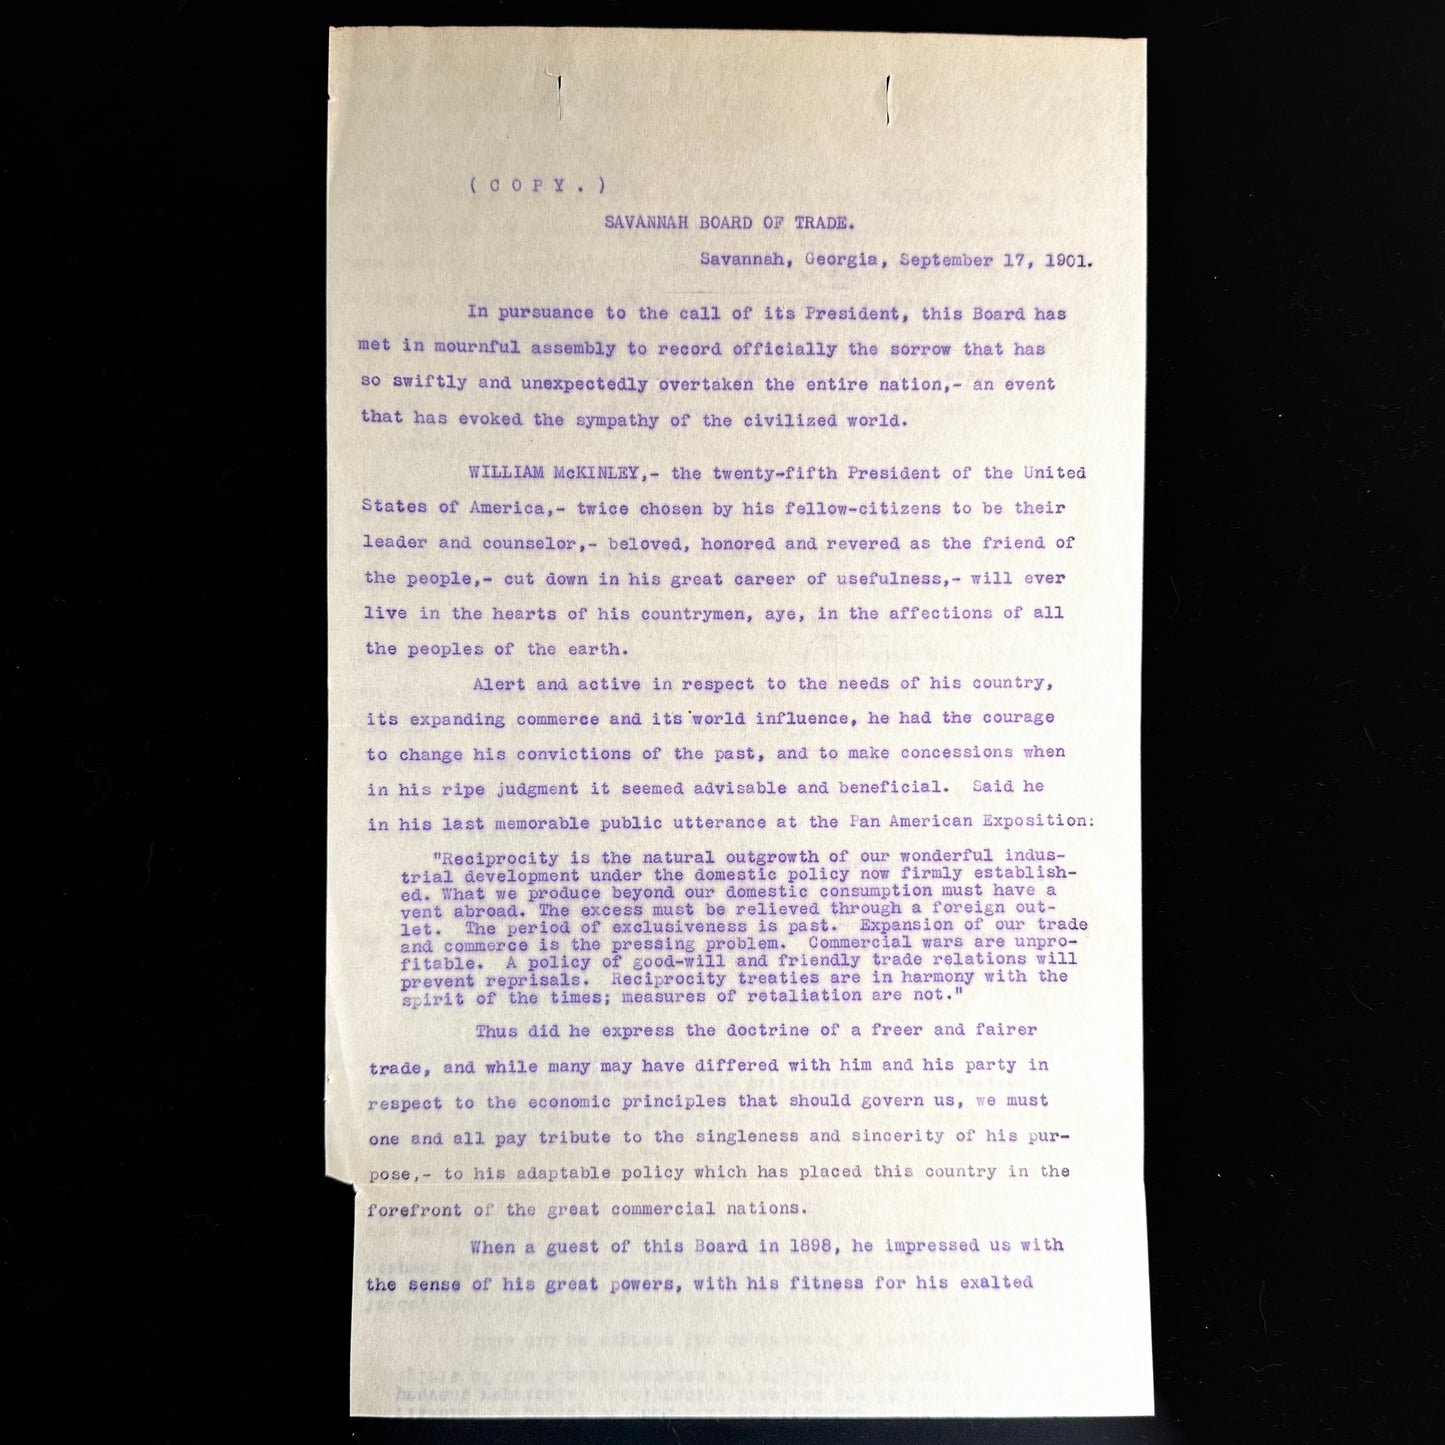 ( C O P Y . )
SAVANNAH BOARD OF TRADE.
Savannah, Georgia, September 17, 1901.
In pursuance to the call of its President, this Board has
met in mournful assembly to record officially the sorrow that has
so swiftly and unexpectedly overtaken the entire nation,- an event
that has evoked the sympathy of the civilized world.
WILLIAM McKINLEY,- the twenty-fifth President of the United
States of America,- twice chosen by his fellow-citizens to be their
leader and counselor,- beloved, honored and revered as the friend of
the people,- cut down in his great career of usefulness,- will ever
live in the hearts of his countrymen, aye, in the affections of all
the peoples of the earth.
Alert and active in respect to the needs of his country,
its expanding commerce and its world influence, he had the courage
to change his convictions of the past, and to make concessions when
in his ripe judgment it seemed advisable and beneficial. Said he
in his last memorable public utterance at the Pan American Exposition:
"Reciprocity is the natural outgrowth of our wonderful indus-
trial development under the domestic policy now firmly establish-
ed. What we produce beyond our domestic consumption must have a
vent abroad. The excess must be relieved through a foreign out-
let. The period of exclusiveness is past. Expansion of our trade
and commerce is the pressing problem. Commercial wars are unpro-
fitable. A policy of good-will and friendly trade relations will
prevent reprisals. Reciprocity treaties are in harmony with the
spirit of the times; measures of retaliation are not."
Thus did he express the doctrine of a freer and fairer
trade, and while many may have differed with him and his party in
respect to the economic principles that should govern us, we must
one and all pay tribute to the singleness and sincerity of his pur-
pose,- to his adaptable policy which has placed this country in the
forefront of the great commercial nations.
When a guest of this Board in 1898, he impressed us with
the sense of his great powers, with his fitness for his exalted